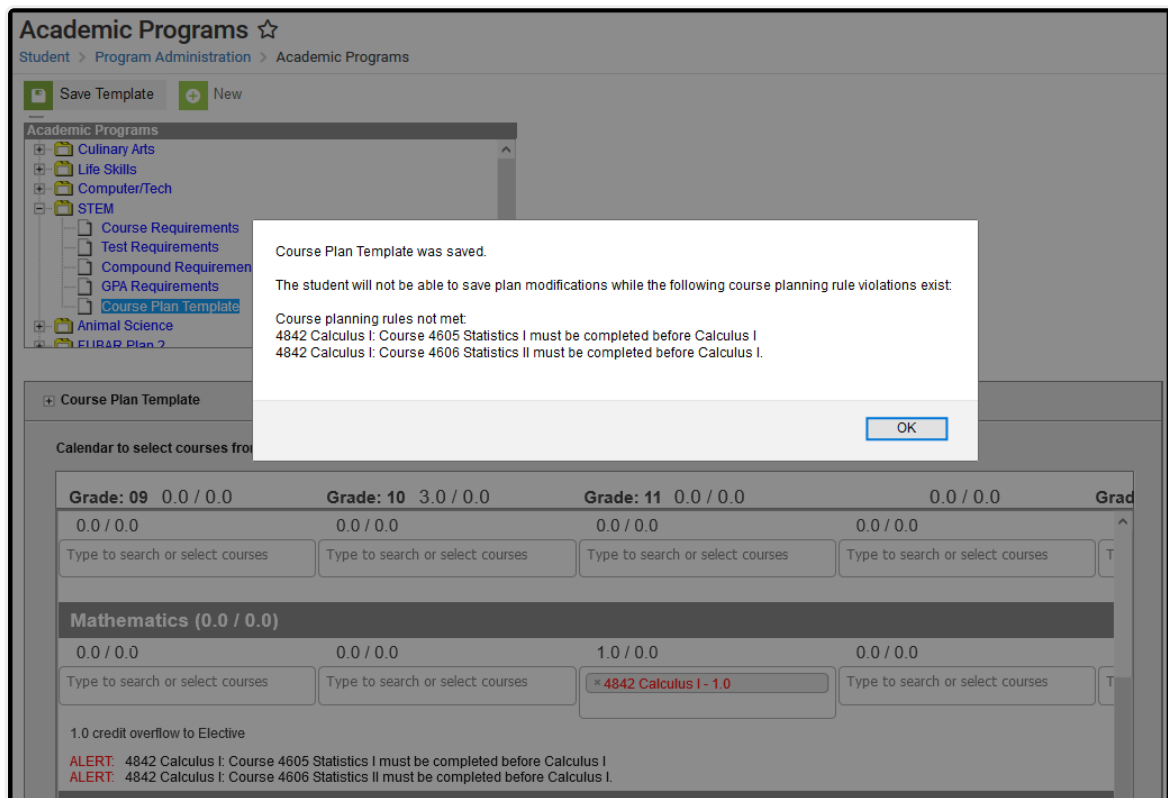 Academic Programs
Student > Program Administration > Academic Programs
Save Template New
Academic Programs
Culinary Arts
Life Skills
Computer/Tech
STEM
Course Requirements
Test Requirements
Compound Requiremen
GPA Requirements
Course Plan Template
Animal Science
FUBAR Plan 2
Course Plan Template was saved.
The student will not be able to save plan modifications while the following course planning rule violations exist:
Course planning rules not met:
4842 Calculus I: Course 4605 Statistics I must be completed before Calculus I
4842 Calculus I: Course 4606 Statistics II must be completed before Calculus I.
OK
Course Plan Template
Calendar to select courses fro
Grade: 09 0.0 / 0.0 Grade: 10 3.0 / 0.0 Grade: 11 0.0 / 0.0 0.0 / 0.0 Grad
0.0 / 0.0 0.0 / 0.0 0.0 / 0.0 0.0 / 0.0
Type to search or select courses Type to search or select courses Type to search or select courses Type to search or select courses T
Mathematics (0.0 / 0.0)
0.0 / 0.0 0.0 / 0.0 1.0 / 0.0 0.0 / 0.0
Type to search or select courses Type to search or select courses × 4842 Calculus I - 1.0 Type to search or select courses T
1.0 credit overflow to Elective
ALERT: 4842 Calculus I: Course 4605 Statistics I must be completed before Calculus I
ALERT: 4842 Calculus I: Course 4606 Statistics II must be completed before Calculus I.